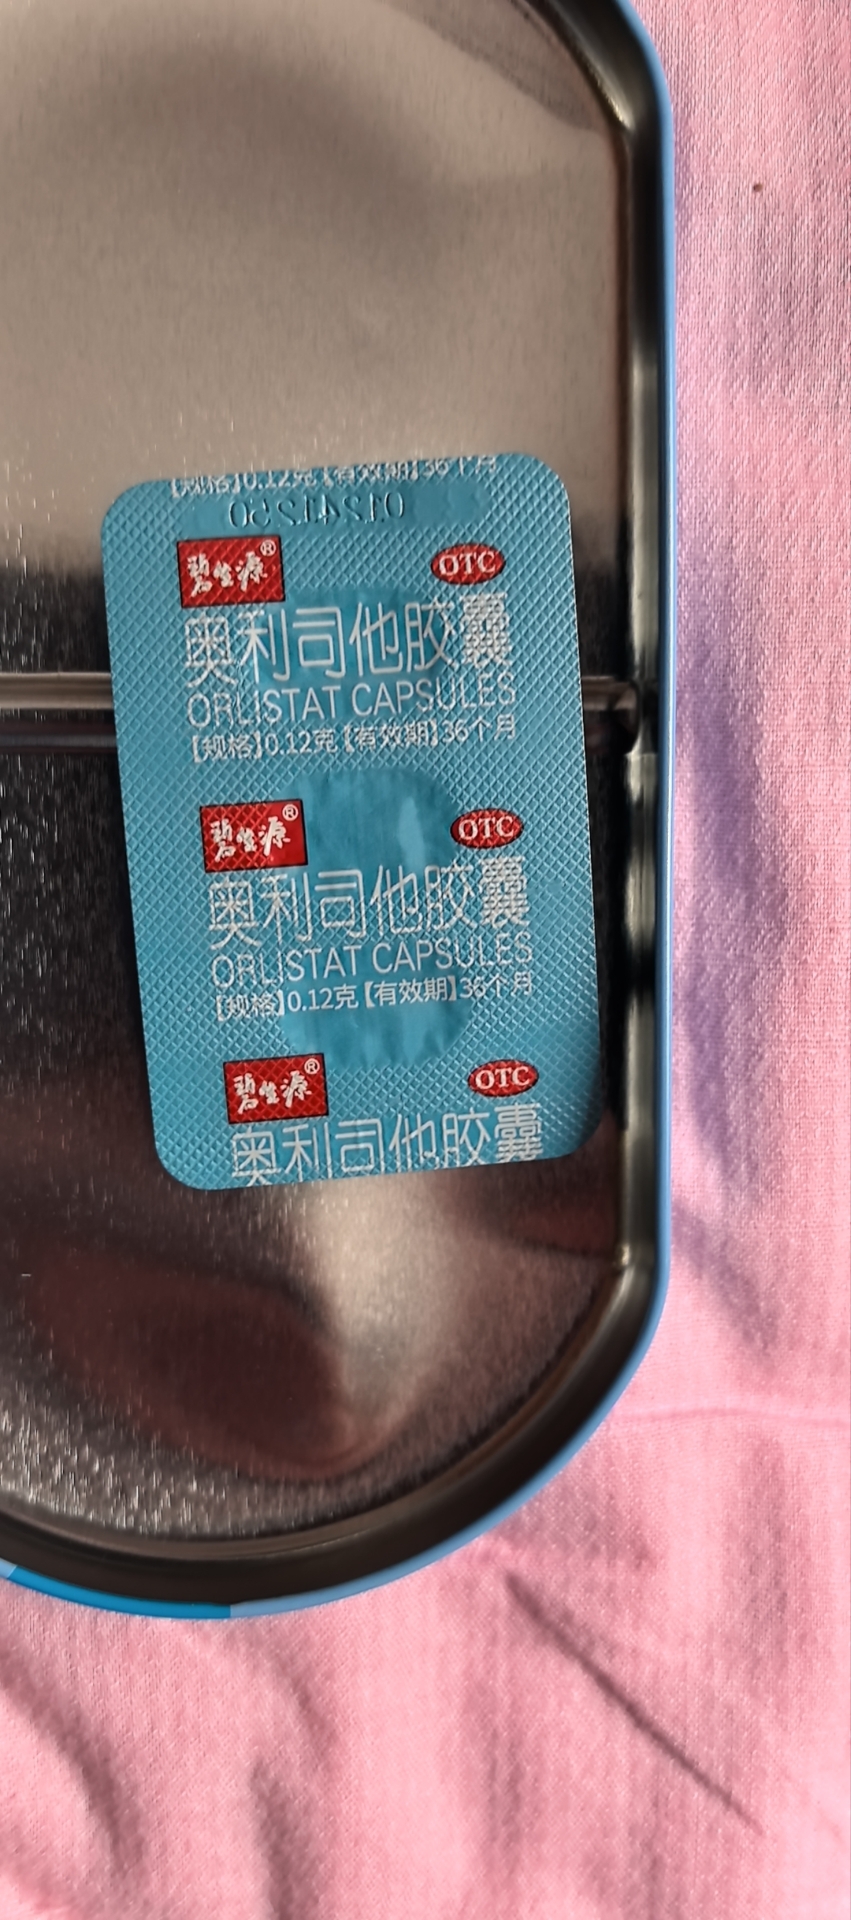 【规格】0.12克【有效期】36个月
01241250
碧生源® OTC
奥利司他胶囊
ORLISTAT CAPSULES
【规格】0.12克【有效期】36个月
碧生源® OTC
奥利司他胶囊
ORLISTAT CAPSULES
【规格】0.12克【有效期】36个月
碧生源® OTC
奥利司他胶囊